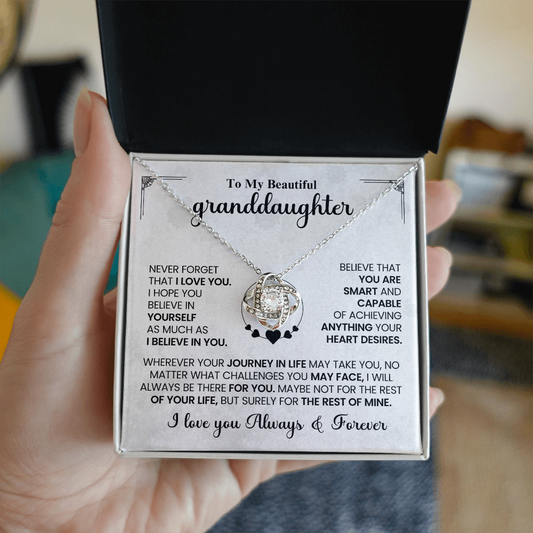 To My Beautiful
granddaughter
NEVER FORGET
THAT I LOVE YOU.
I HOPE YOU
BELIEVE IN
YOURSELF
AS MUCH AS
I BELIEVE IN YOU.
BELIEVE THAT
YOU ARE
SMART AND
CAPABLE
OF ACHIEVING
ANYTHING YOUR
HEART DESIRES.
WHEREVER YOUR JOURNEY IN LIFE MAY TAKE YOU, NO
MATTER WHAT CHALLENGES YOU MAY FACE, I WILL
ALWAYS BE THERE FOR YOU. MAYBE NOT FOR THE REST
OF YOUR LIFE, BUT SURELY FOR THE REST OF MINE.
I love you Always & Forever